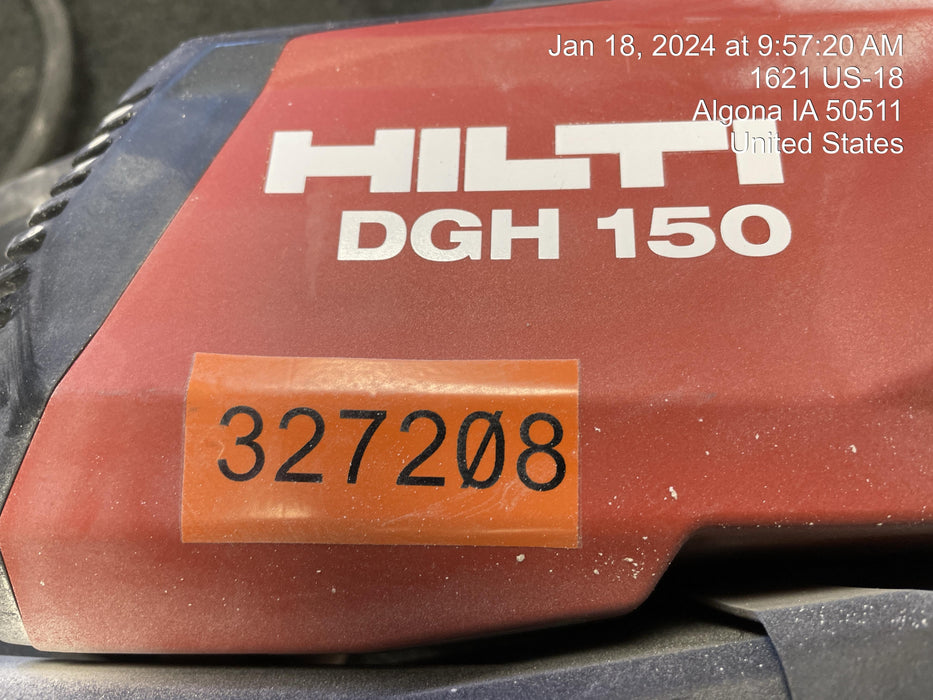 Jan 18, 2024 at 9:57:20 AM
1621 US-18
Algona IA 50511
United States
HILTI
DGH 150
327208